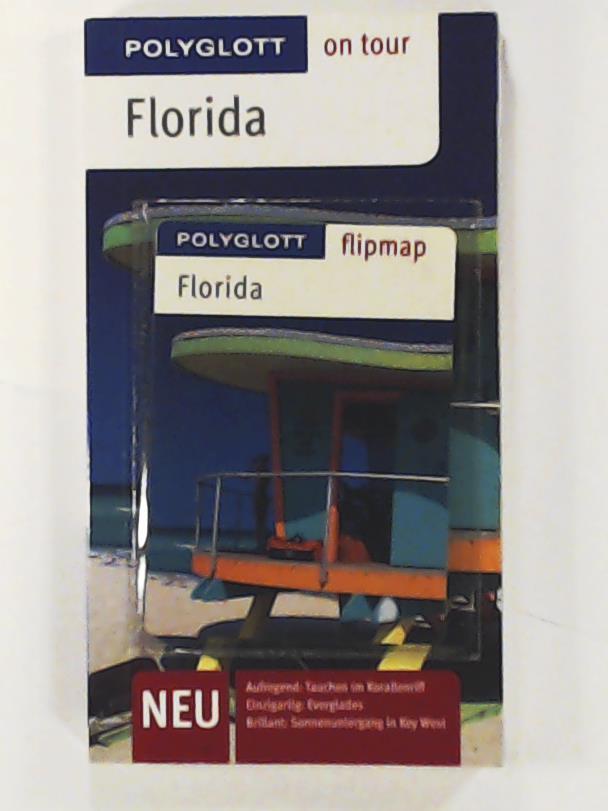 POLYGLOTT on tour
Florida
POLYGLOTT flipmap
Florida
NEU
Aufregend: Tauchen im Korallenriff
Einzigartig: Everglades
Brillant: Sonnenuntergang in Key West